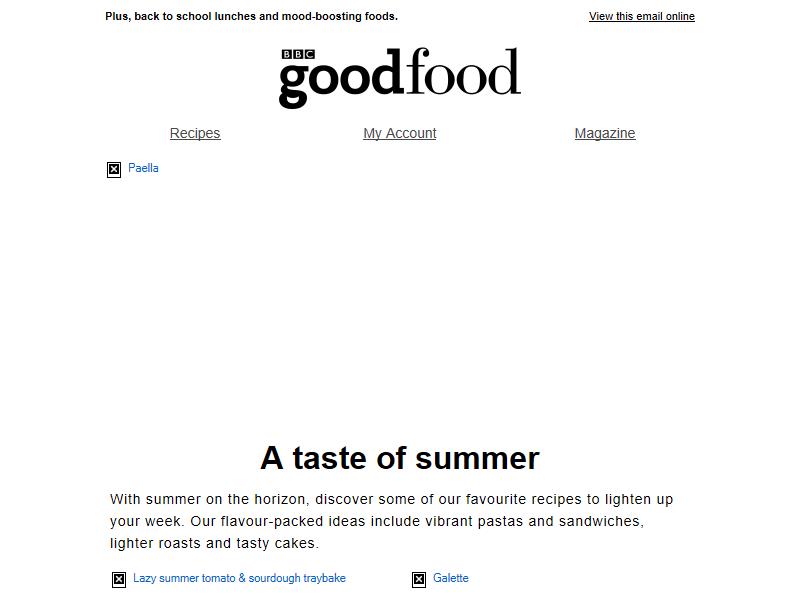 Plus, back to school lunches and mood-boosting foods.
View this email online
BBC
goodfood
Recipes
My Account
Magazine
Paella
A taste of summer
With summer on the horizon, discover some of our favourite recipes to lighten up
your week. Our flavour-packed ideas include vibrant pastas and sandwiches,
lighter roasts and tasty cakes.
Lazy summer tomato & sourdough traybake
Galette